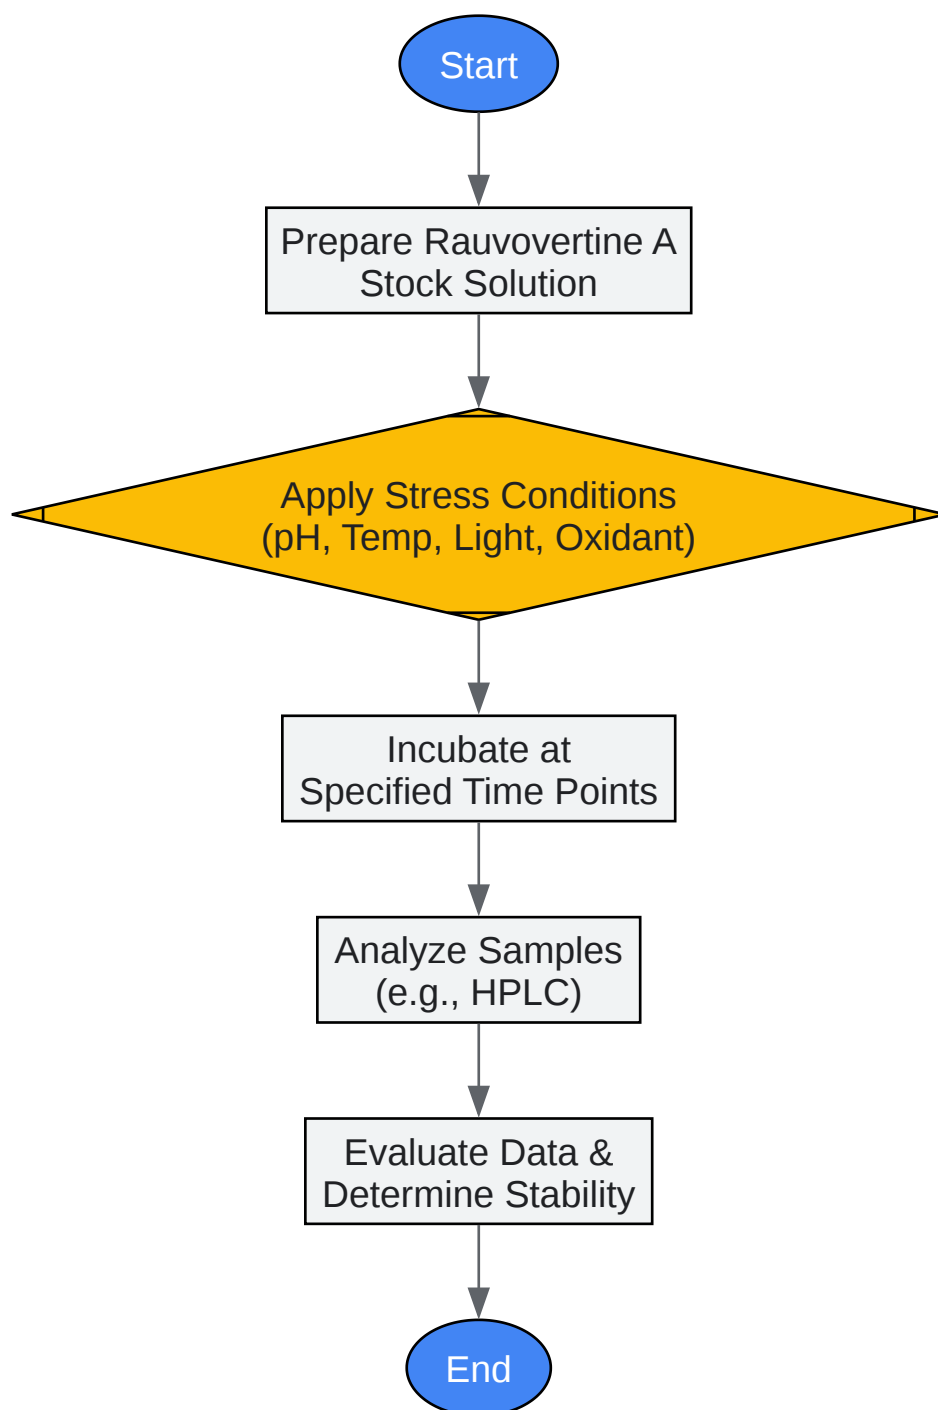 Start
Prepare Rauvovertine A
Stock Solution
Apply Stress Conditions
(pH, Temp, Light, Oxidant)
Incubate at
Specified Time Points
Analyze Samples
(e.g., HPLC)
Evaluate Data &
Determine Stability
End